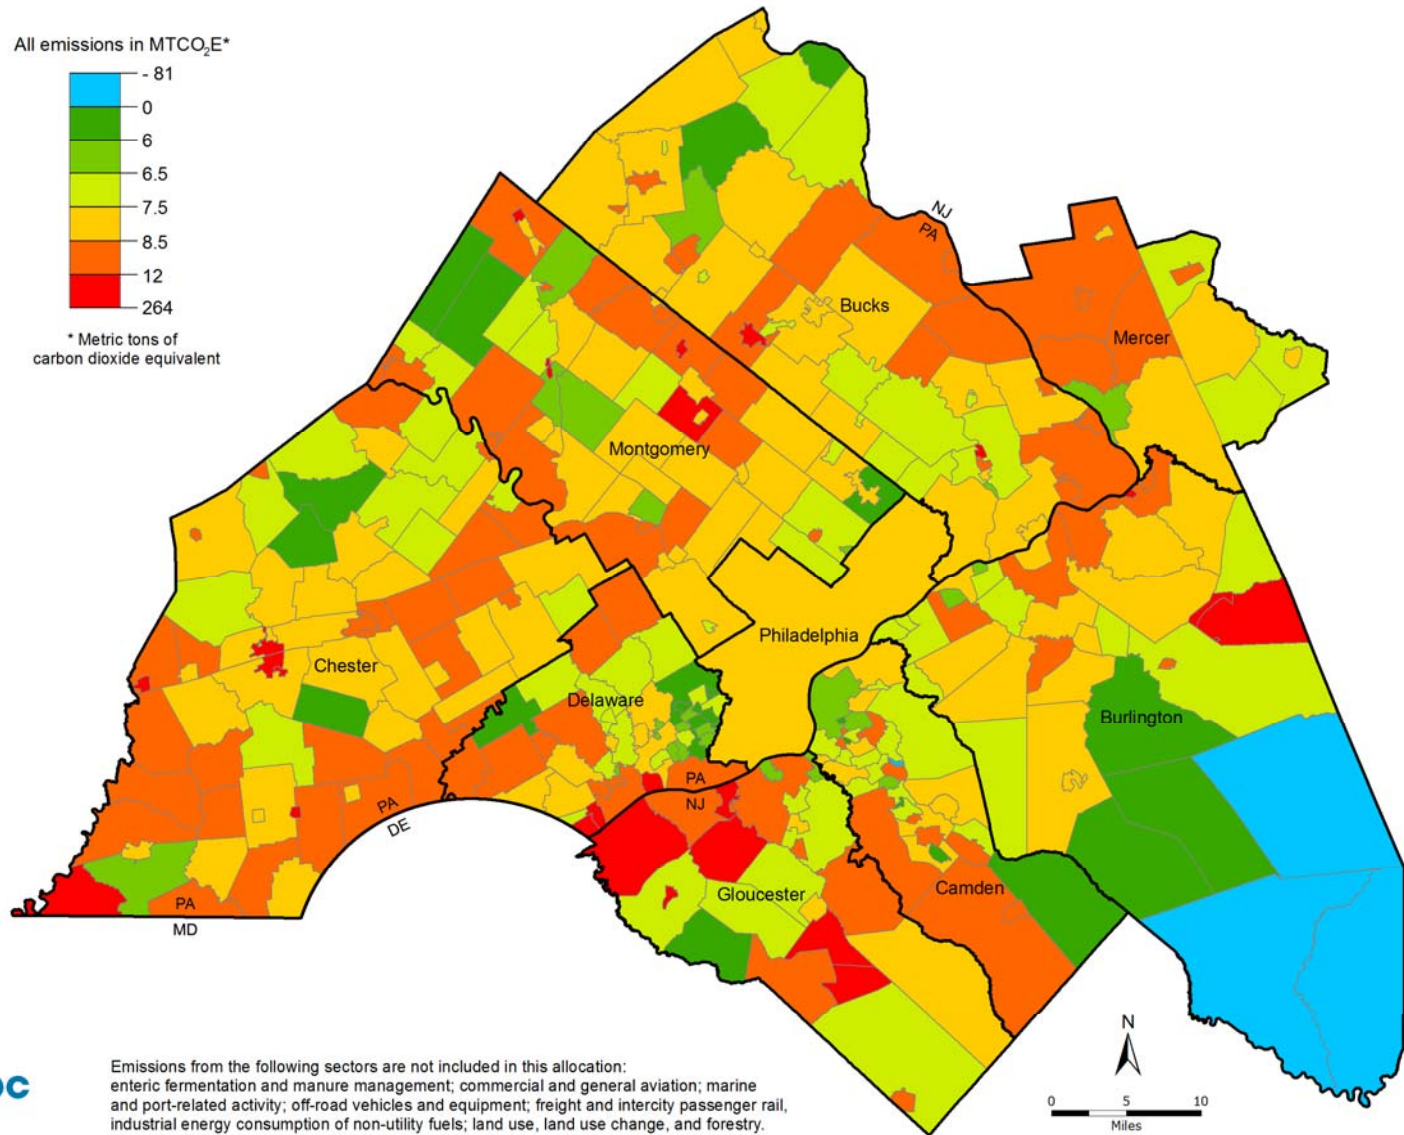 All emissions in MTCO₂E*
- 81
0
6
6.5
7.5
8.5
12
264
* Metric tons of
carbon dioxide equivalent
NJ
PA
Bucks
Mercer
Montgomery
Philadelphia
Chester
Delaware
Burlington
PA
NJ
PA
DE
Gloucester
Camden
PA
MD
N
0 5 10
Miles
Emissions from the following sectors are not included in this allocation:
enteric fermentation and manure management; commercial and general aviation; marine
and port-related activity; off-road vehicles and equipment; freight and intercity passenger rail,
industrial energy consumption of non-utility fuels; land use, land use change, and forestry.